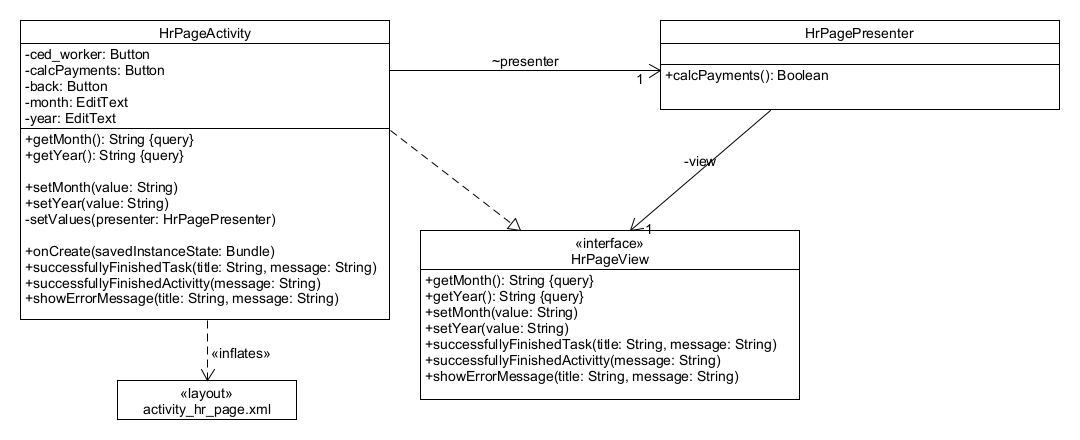 HrPageActivity
-ced_worker: Button
-calcPayments: Button
-back: Button
-month: EditText
-year: EditText
+getMonth(): String {query}
+getYear(): String {query}
+setMonth(value: String)
+setYear(value: String)
-setValues(presenter: HrPagePresenter)
+onCreate(savedInstanceState: Bundle)
+successfullyFinishedTask(title: String, message: String)
+successfullyFinishedActivitty(message: String)
+showErrorMessage(title: String, message: String)
~presenter
1
HrPagePresenter
+calcPayments(): Boolean
-view
1
«interface»
HrPageView
+getMonth(): String {query}
+getYear(): String {query}
+setMonth(value: String)
+setYear(value: String)
+successfullyFinishedTask(title: String, message: String)
+successfullyFinishedActivitty(message: String)
+showErrorMessage(title: String, message: String)
«inflates»
«layout»
activity_hr_page.xml